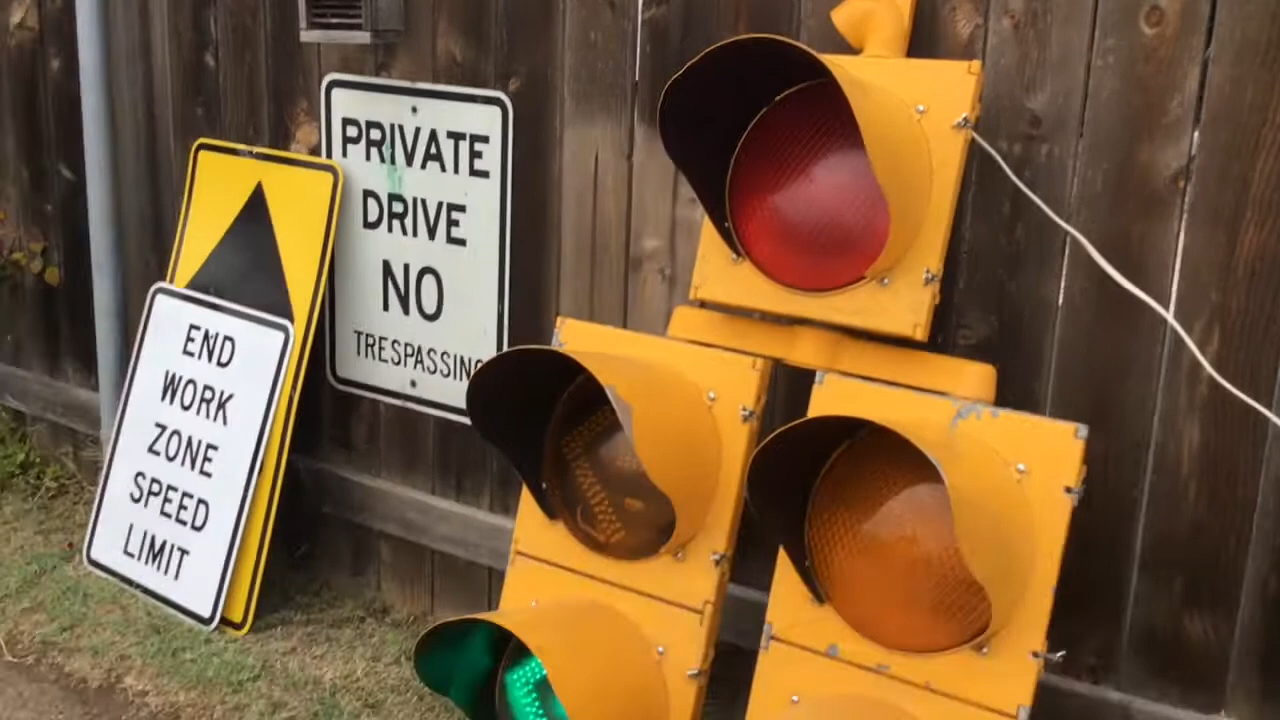 PRIVATE
DRIVE
NO
TRESPASSING
END
WORK
ZONE
SPEED
LIMIT